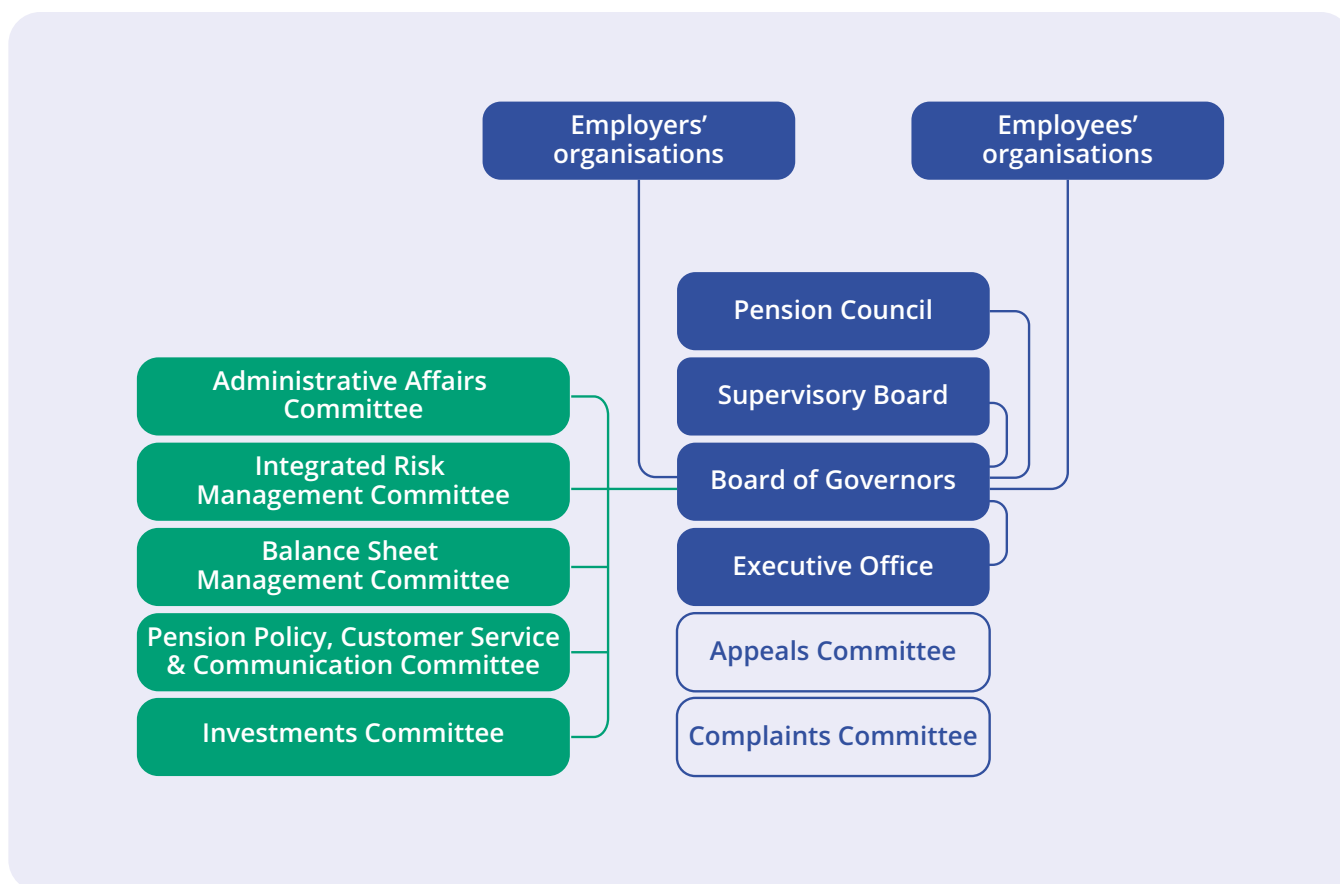 Employers’
organisations
Employees’
organisations
Pension Council
Supervisory Board
Board of Governors
Executive Office
Appeals Committee
Complaints Committee
Administrative Affairs
Committee
Integrated Risk
Management Committee
Balance Sheet
Management Committee
Pension Policy, Customer Service
& Communication Committee
Investments Committee